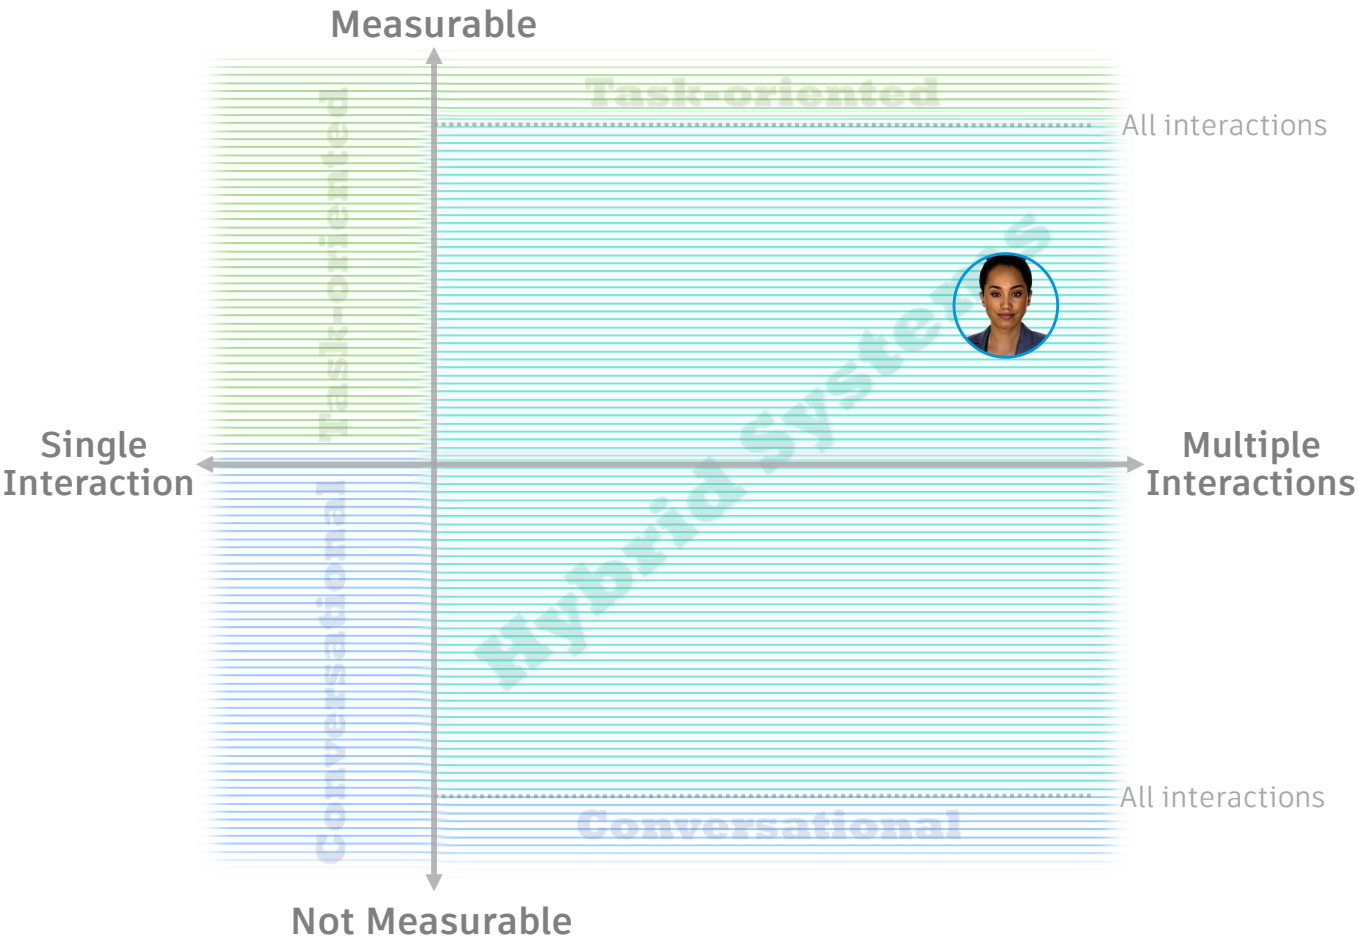 Measurable
Task-oriented
All interactions
Task-oriented
Hybrid Systems
Single
Interaction
Multiple
Interactions
Conversational
All interactions
Conversational
Not Measurable